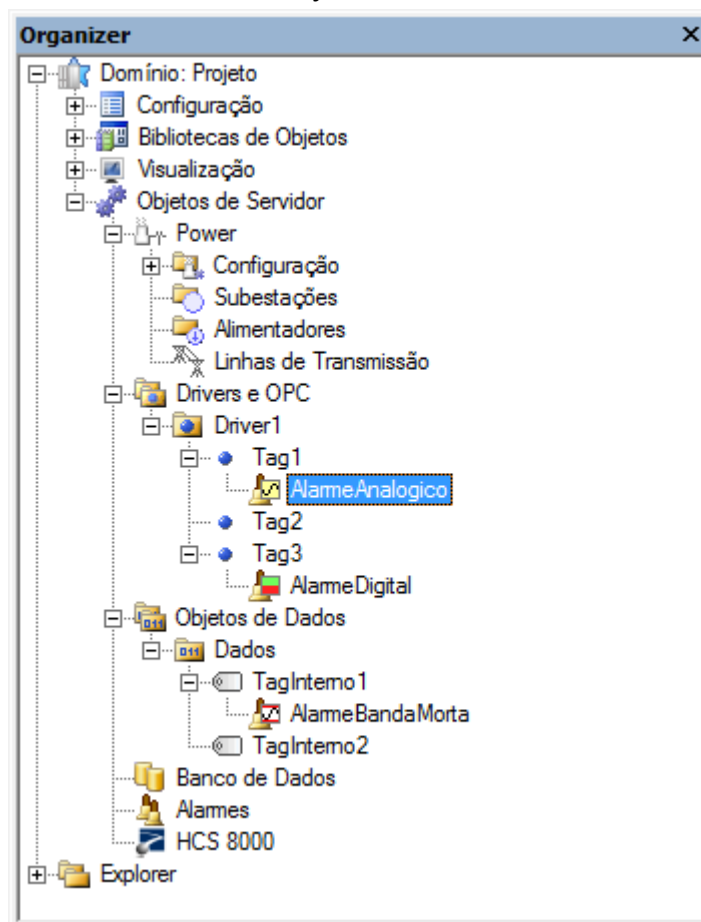 Organizer
Domínio: Projeto
Configuração
Bibliotecas de Objetos
Visualização
Objetos de Servidor
Power
Configuração
Subestações
Alimentadores
Linhas de Transmissão
Drivers e OPC
Driver1
Tag1
AlarmeAnalogico
Tag2
Tag3
AlarmeDigital
Objetos de Dados
Dados
TagInterno1
AlarmeBandaMorta
TagInterno2
Banco de Dados
Alarmes
HCS 8000
Explorer